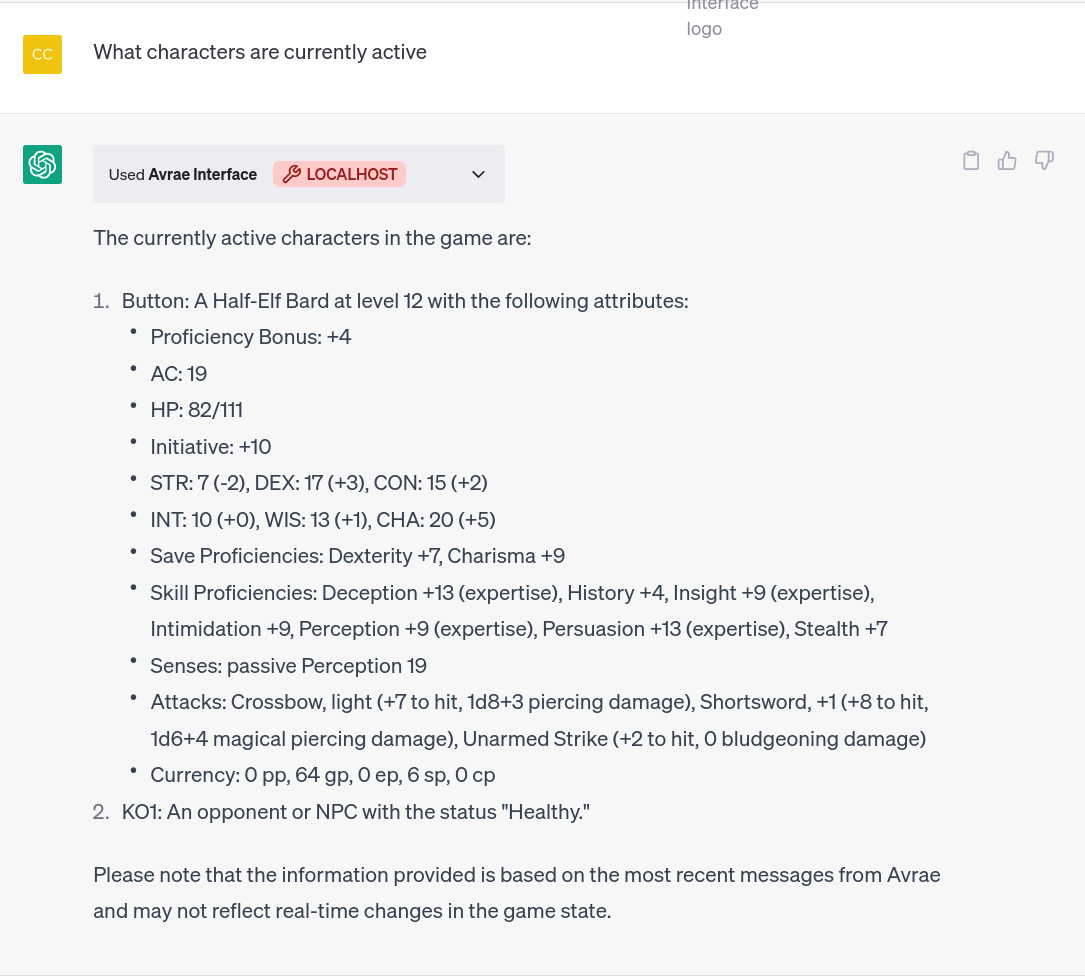 Interface
logo
CC
What characters are currently active
Used Avrae Interface LOCALHOST
The currently active characters in the game are:
1. Button: A Half-Elf Bard at level 12 with the following attributes:
• Proficiency Bonus: +4
• AC: 19
• HP: 82/111
• Initiative: +10
• STR: 7 (-2), DEX: 17 (+3), CON: 15 (+2)
• INT: 10 (+0), WIS: 13 (+1), CHA: 20 (+5)
• Save Proficiencies: Dexterity +7, Charisma +9
• Skill Proficiencies: Deception +13 (expertise), History +4, Insight +9 (expertise),
Intimidation +9, Perception +9 (expertise), Persuasion +13 (expertise), Stealth +7
• Senses: passive Perception 19
• Attacks: Crossbow, light (+7 to hit, 1d8+3 piercing damage), Shortsword, +1 (+8 to hit,
1d6+4 magical piercing damage), Unarmed Strike (+2 to hit, 0 bludgeoning damage)
• Currency: 0 pp, 64 gp, 0 ep, 6 sp, 0 cp
2. KO1: An opponent or NPC with the status "Healthy."
Please note that the information provided is based on the most recent messages from Avrae
and may not reflect real-time changes in the game state.